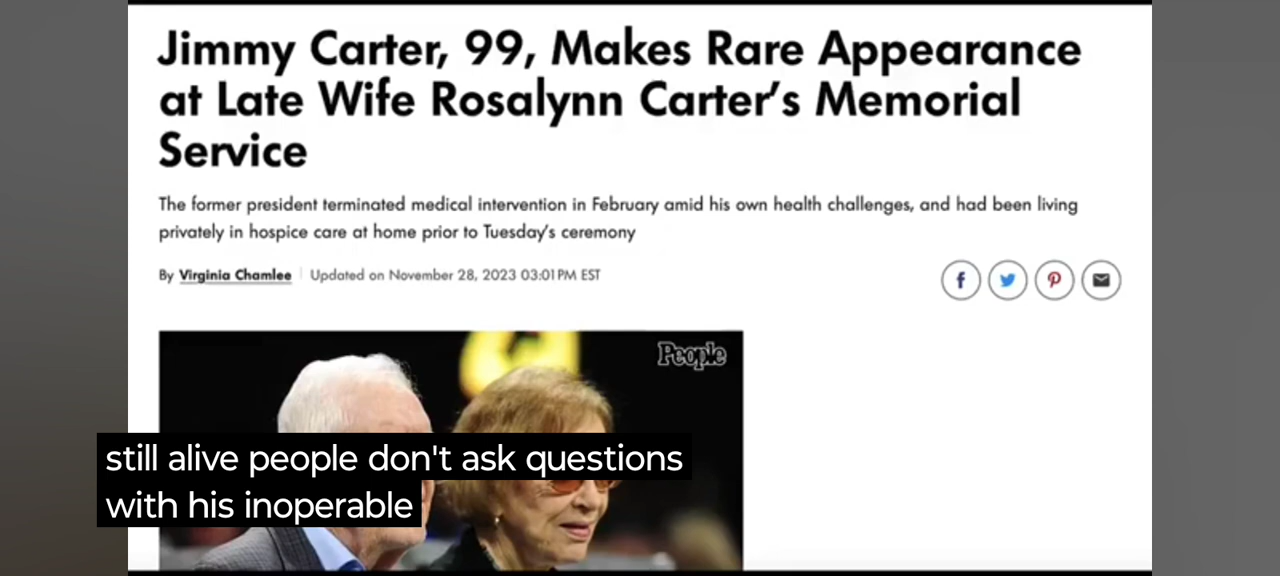 Jimmy Carter, 99, Makes Rare Appearance
at Late Wife Rosalynn Carter's Memorial
Service
The former president terminated medical intervention in February amid his own health challenges, and had been living
privately in hospice care at home prior to Tuesday's ceremony
By Virginia Chamlee Updated on November 28, 2023 03:01PM EST
People
still alive people don't ask questions
with his inoperable